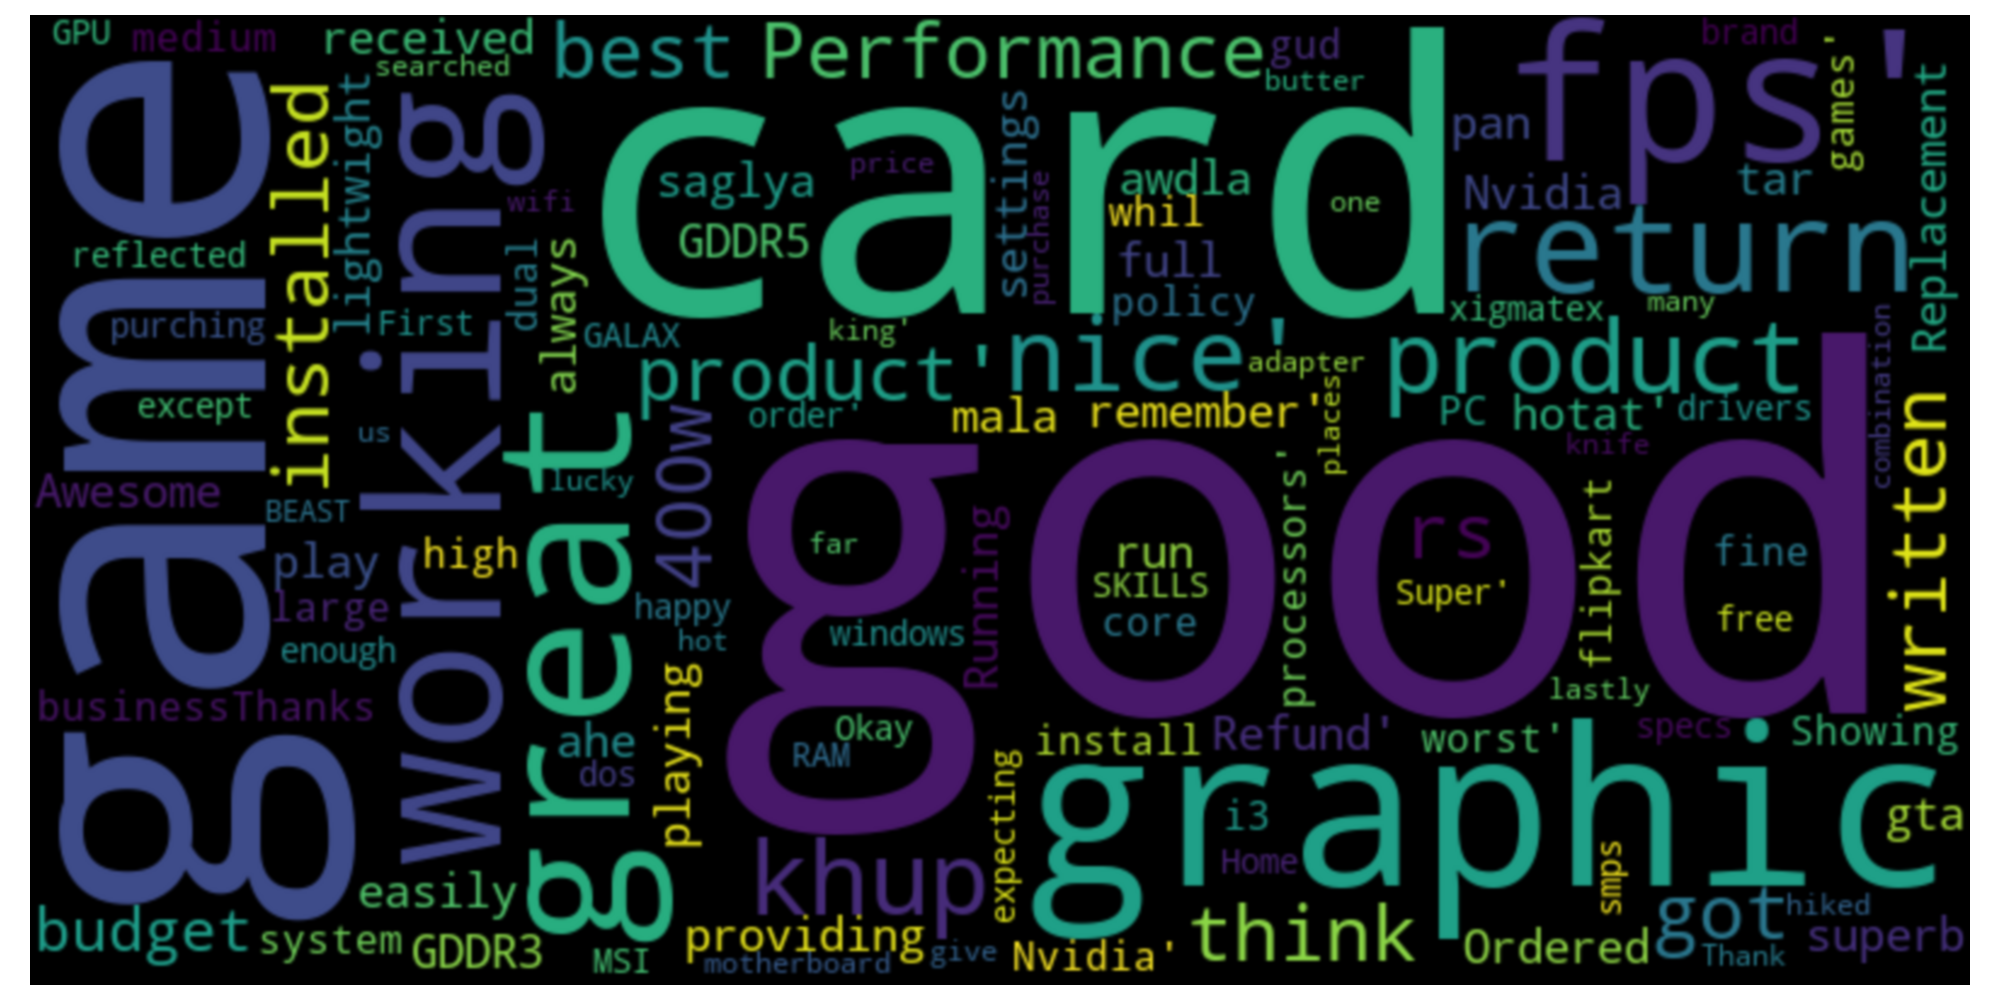 GPU
medium
received
searched
best
Performance
gud
butter
fps'
brand
games'
Replacement
game
installed
lightwight
working
card
saglya
price
GDDR5
settings
purchase
awdla
whil
full
policy
one
pan
Nvidia
tar
return
wifi
dual
always
reflected
purching
First
GALAX
king'
product'
nice'
adapter
xigmatex
many
product
combination
except
us
order'
mala
remember'
places
PC
hotat'
drivers
knife
written
Awesome
BEAST
great
lucky
400w
good
far
Running
run
SKILLS
core
processors'
rs
Super'
flipkart
fine
free
play
high
large
enough
happy
hot
windows
businessThanks
playing
lastly
ahe
dos
Okay
RAM
install
Refund'
worst'
specs
Showing
graphic
i3
Home
gta
smps
khup
expecting
easily
budget
system
GDDR3
MSI
providing
motherboard
give
Nvidia'
think
Ordered
got
hiked
Thank
superb